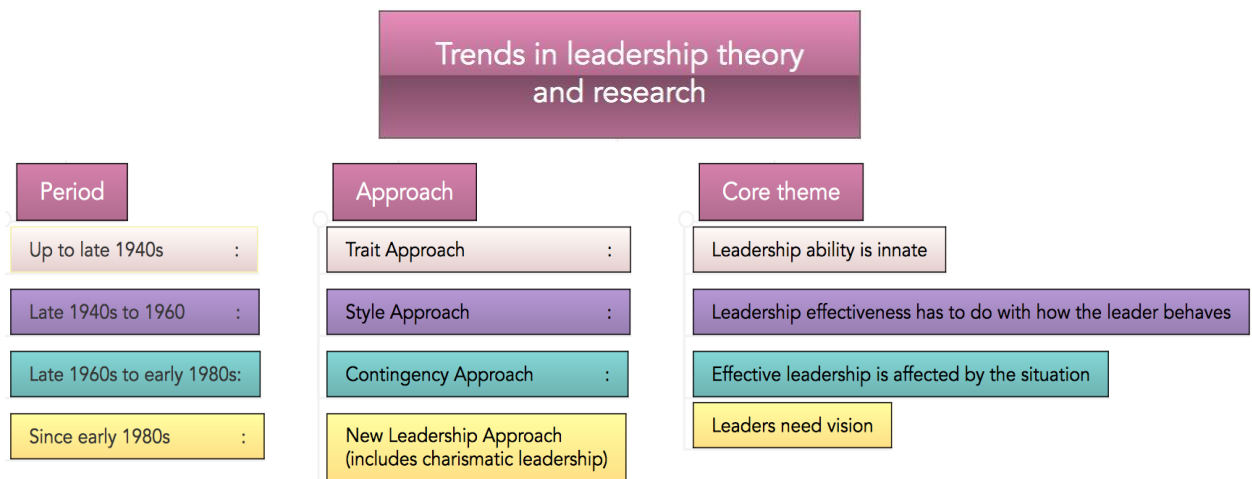 Trends in leadership theory
and research
Period
Approach
Core theme
Up to late 1940s :
Trait Approach :
Leadership ability is innate
Late 1940s to 1960 :
Style Approach :
Leadership effectiveness has to do with how the leader behaves
Late 1960s to early 1980s:
Contingency Approach :
Effective leadership is affected by the situation
Since early 1980s :
New Leadership Approach
(includes charismatic leadership)
Leaders need vision